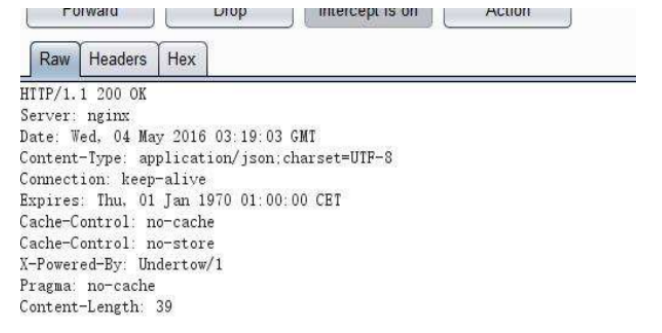 Forward Drop Intercept is on Action
Raw Headers Hex
HTTP/1.1 200 OK
Server: nginx
Date: Wed, 04 May 2016 03:19:03 GMT
Content-Type: application/json;charset=UTF-8
Connection: keep-alive
Expires: Thu, 01 Jan 1970 01:00:00 CET
Cache-Control: no-cache
Cache-Control: no-store
X-Powered-By: Undertow/1
Pragma: no-cache
Content-Length: 39